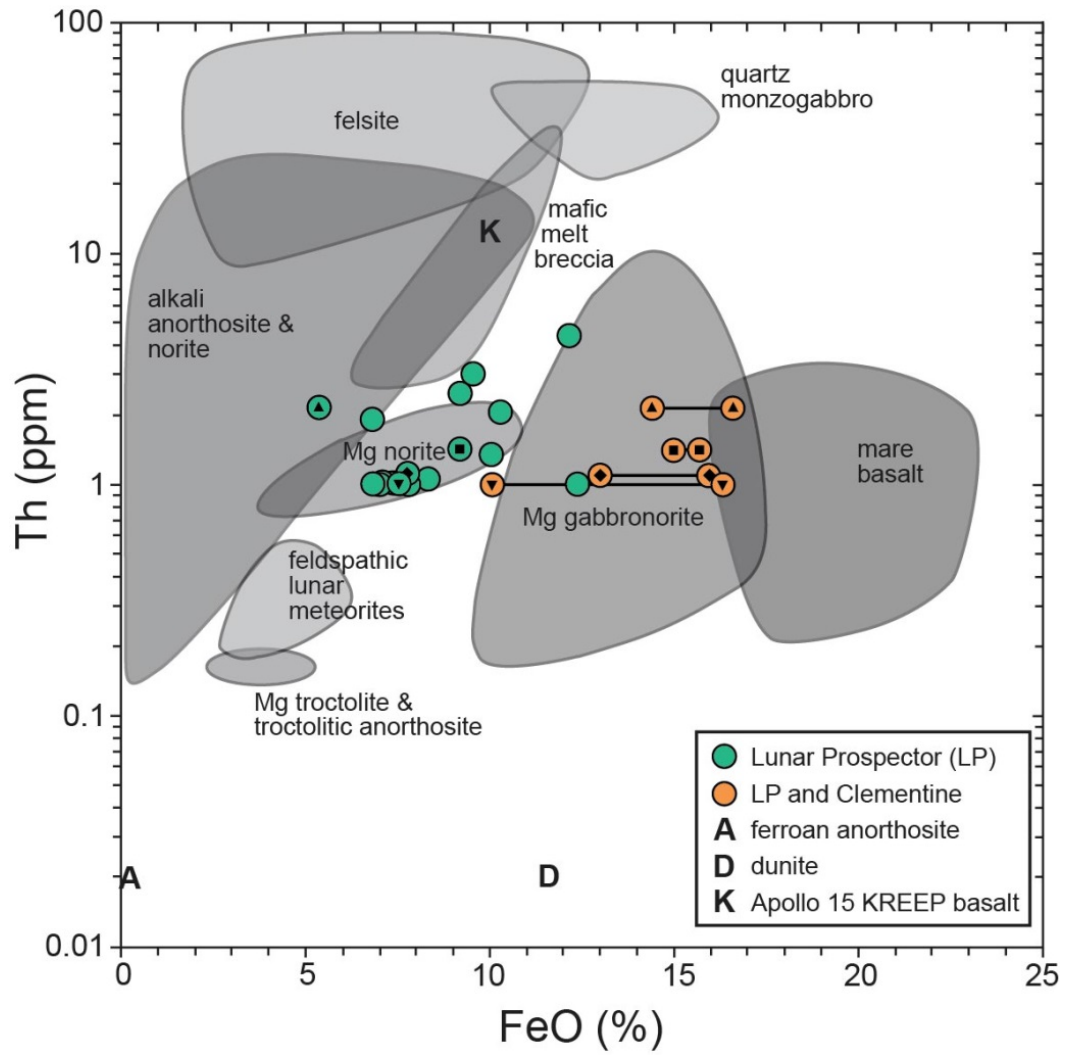 100
10
1
0.1
0.01
Th (ppm)
felsite
quartz
monzogabbro
K
mafic
melt
breccia
alkali
anorthosite &
norite
Mg norite
mare
basalt
Mg gabbronorite
feldspathic
lunar
meteorites
Mg troctolite &
troctolitic anorthosite
A
D
Lunar Prospector (LP)
LP and Clementine
A ferroan anorthosite
D dunite
K Apollo 15 KREEP basalt
0 5 10 15 20 25
FeO (%)